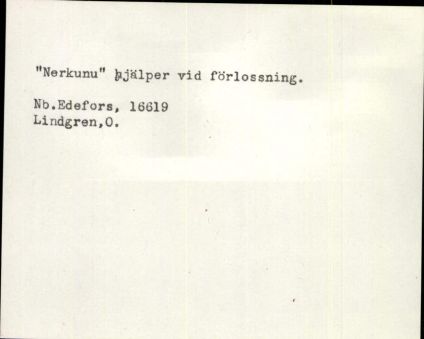 "Nerkunu" hjälper vid förlossning.
Nb.Edefors, 16619
Lindgren,O.